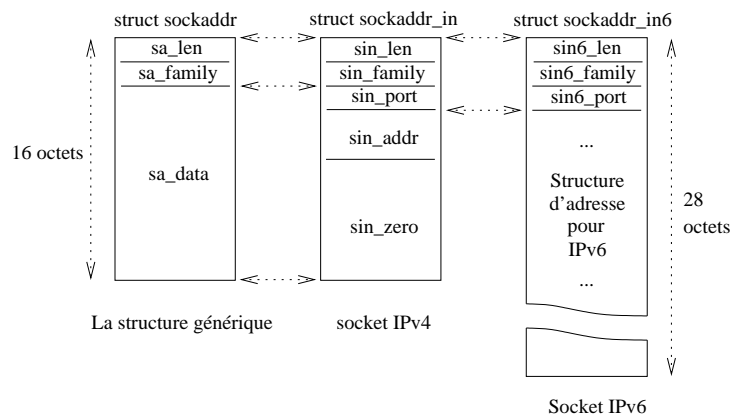 struct sockaddr
struct sockaddr_in
struct sockaddr_in6
sa_len
sin_len
sin6_len
sa_family
sin_family
sin6_family
sin_port
sin6_port
sin_addr
...
16 octets
sa_data
Structure
d'adresse
pour
IPv6
28
octets
sin_zero
...
La structure générique
socket IPv4
Socket IPv6